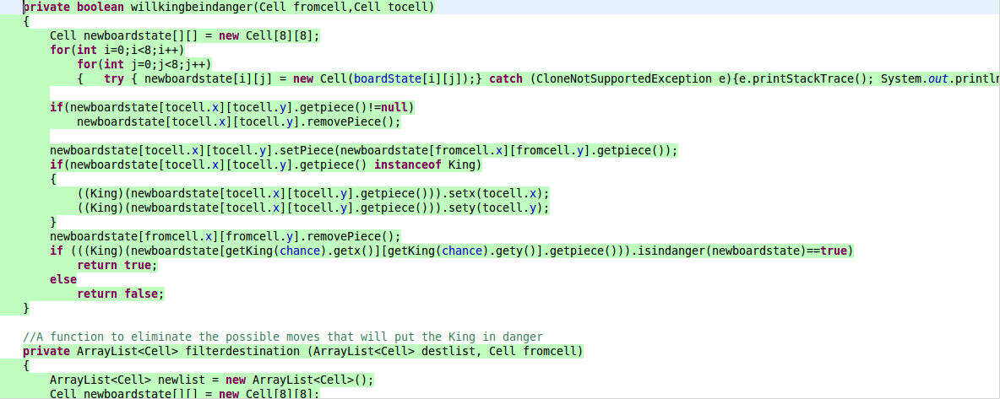 private boolean willkingbeindanger(Cell fromcell,Cell tocell)
{
Cell newboardstate[][] = new Cell[8][8];
for(int i=0;i<8;i++)
for(int j=0;j<8;j++)
{   try { newboardstate[i][j] = new Cell(boardState[i][j]);} catch (CloneNotSupportedException e){e.printStackTrace(); System.out.println
if(newboardstate[tocell.x][tocell.y].getpiece()!=null)
newboardstate[tocell.x][tocell.y].removePiece();
newboardstate[tocell.x][tocell.y].setPiece(newboardstate[fromcell.x][fromcell.y].getpiece());
if(newboardstate[tocell.x][tocell.y].getpiece() instanceof King)
{
((King)(newboardstate[tocell.x][tocell.y].getpiece())).setx(tocell.x);
((King)(newboardstate[tocell.x][tocell.y].getpiece())).sety(tocell.y);
}
newboardstate[fromcell.x][fromcell.y].removePiece();
if (((King)(newboardstate[getKing(chance).getx()][getKing(chance).gety()].getpiece())).isindanger(newboardstate)==true)
return true;
else
return false;
}
//A function to eliminate the possible moves that will put the King in danger
private ArrayList<Cell> filterdestination (ArrayList<Cell> destlist, Cell fromcell)
{
ArrayList<Cell> newlist = new ArrayList<Cell>();
Cell newboardstate[][] = new Cell[8][8];